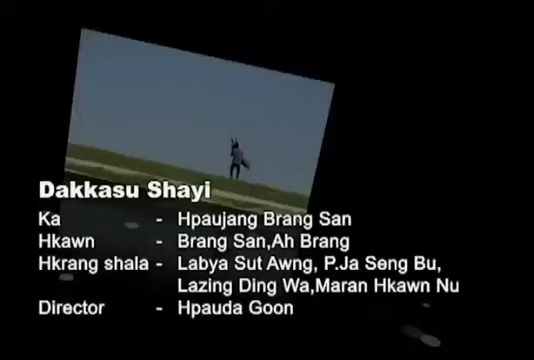 Dakkasu Shayi
Ka - Hpaujang Brang San
Hkawn - Brang San,Ah Brang
Hkrang shala - Labya Sut Awng, P.Ja Seng Bu,
Lazing Ding Wa,Maran Hkawn Nu
Director - Hpauda Goon